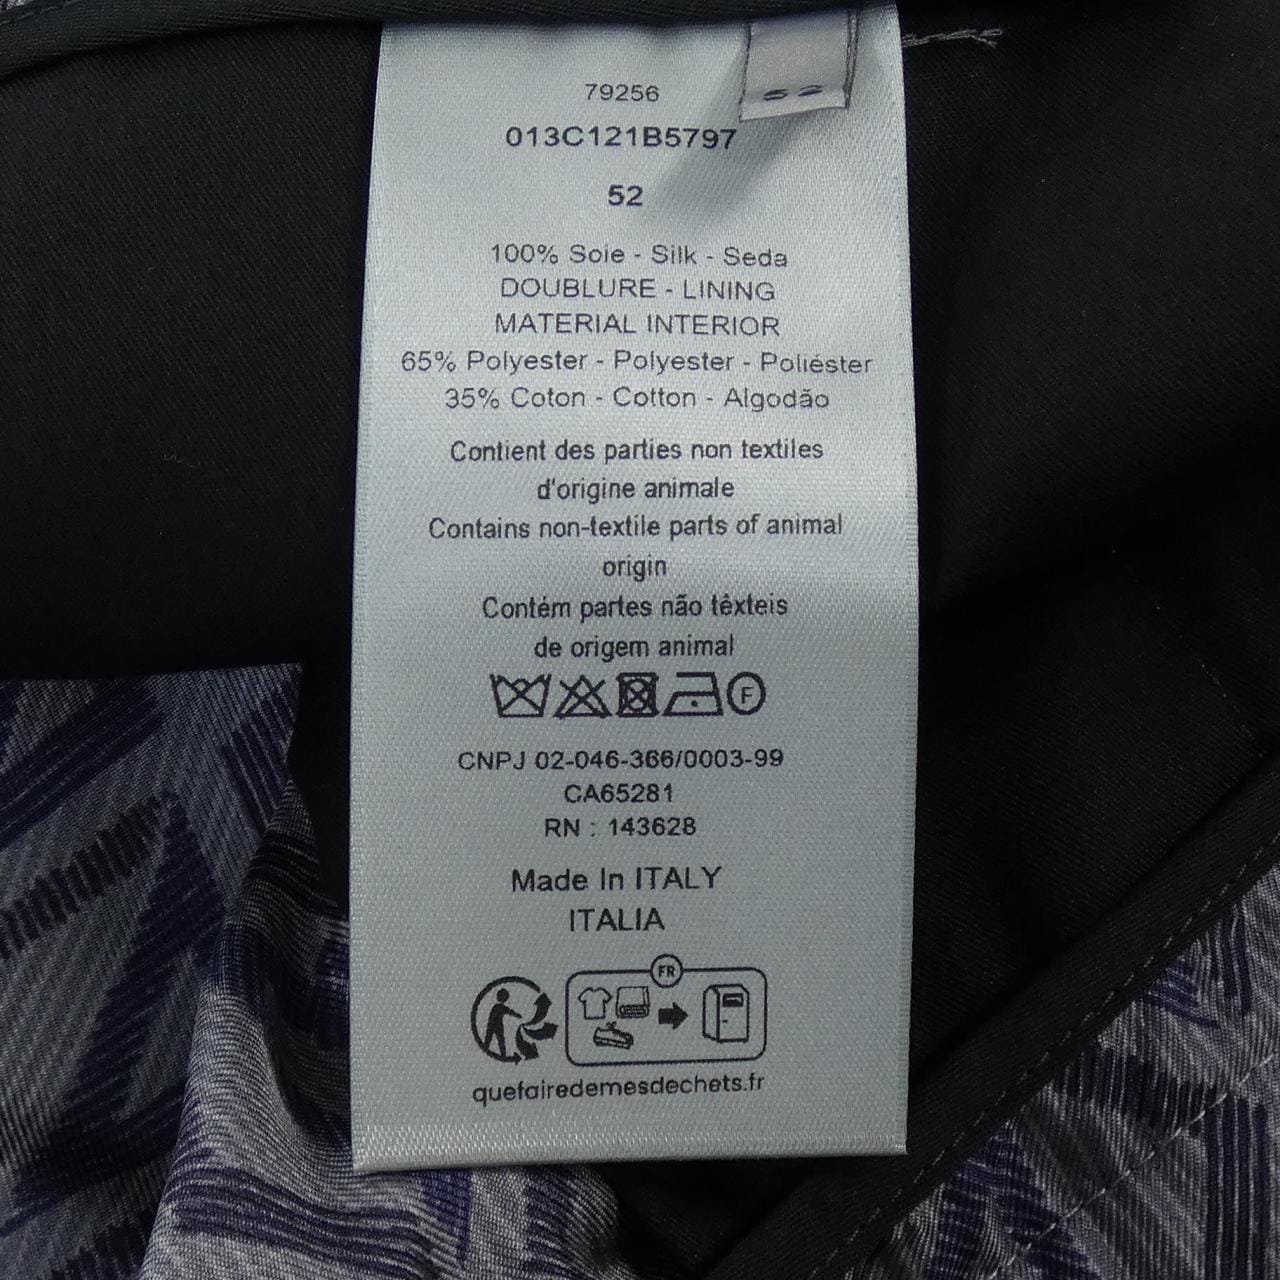 52
79256
013C121B5797
52
100% Soie - Silk - Seda
DOUBLURE - LINING
MATERIAL INTERIOR
65% Polyester - Polyester - Poliéster
35% Coton - Cotton - Algodão
Contient des parties non textiles
d'origine animale
Contains non-textile parts of animal
origin
Contém partes não têxteis
de origem animal
F
CNPJ 02-046-366/0003-99
CA65281
RN : 143628
Made In ITALY
ITALIA
FR
quefairedemesdechets.fr